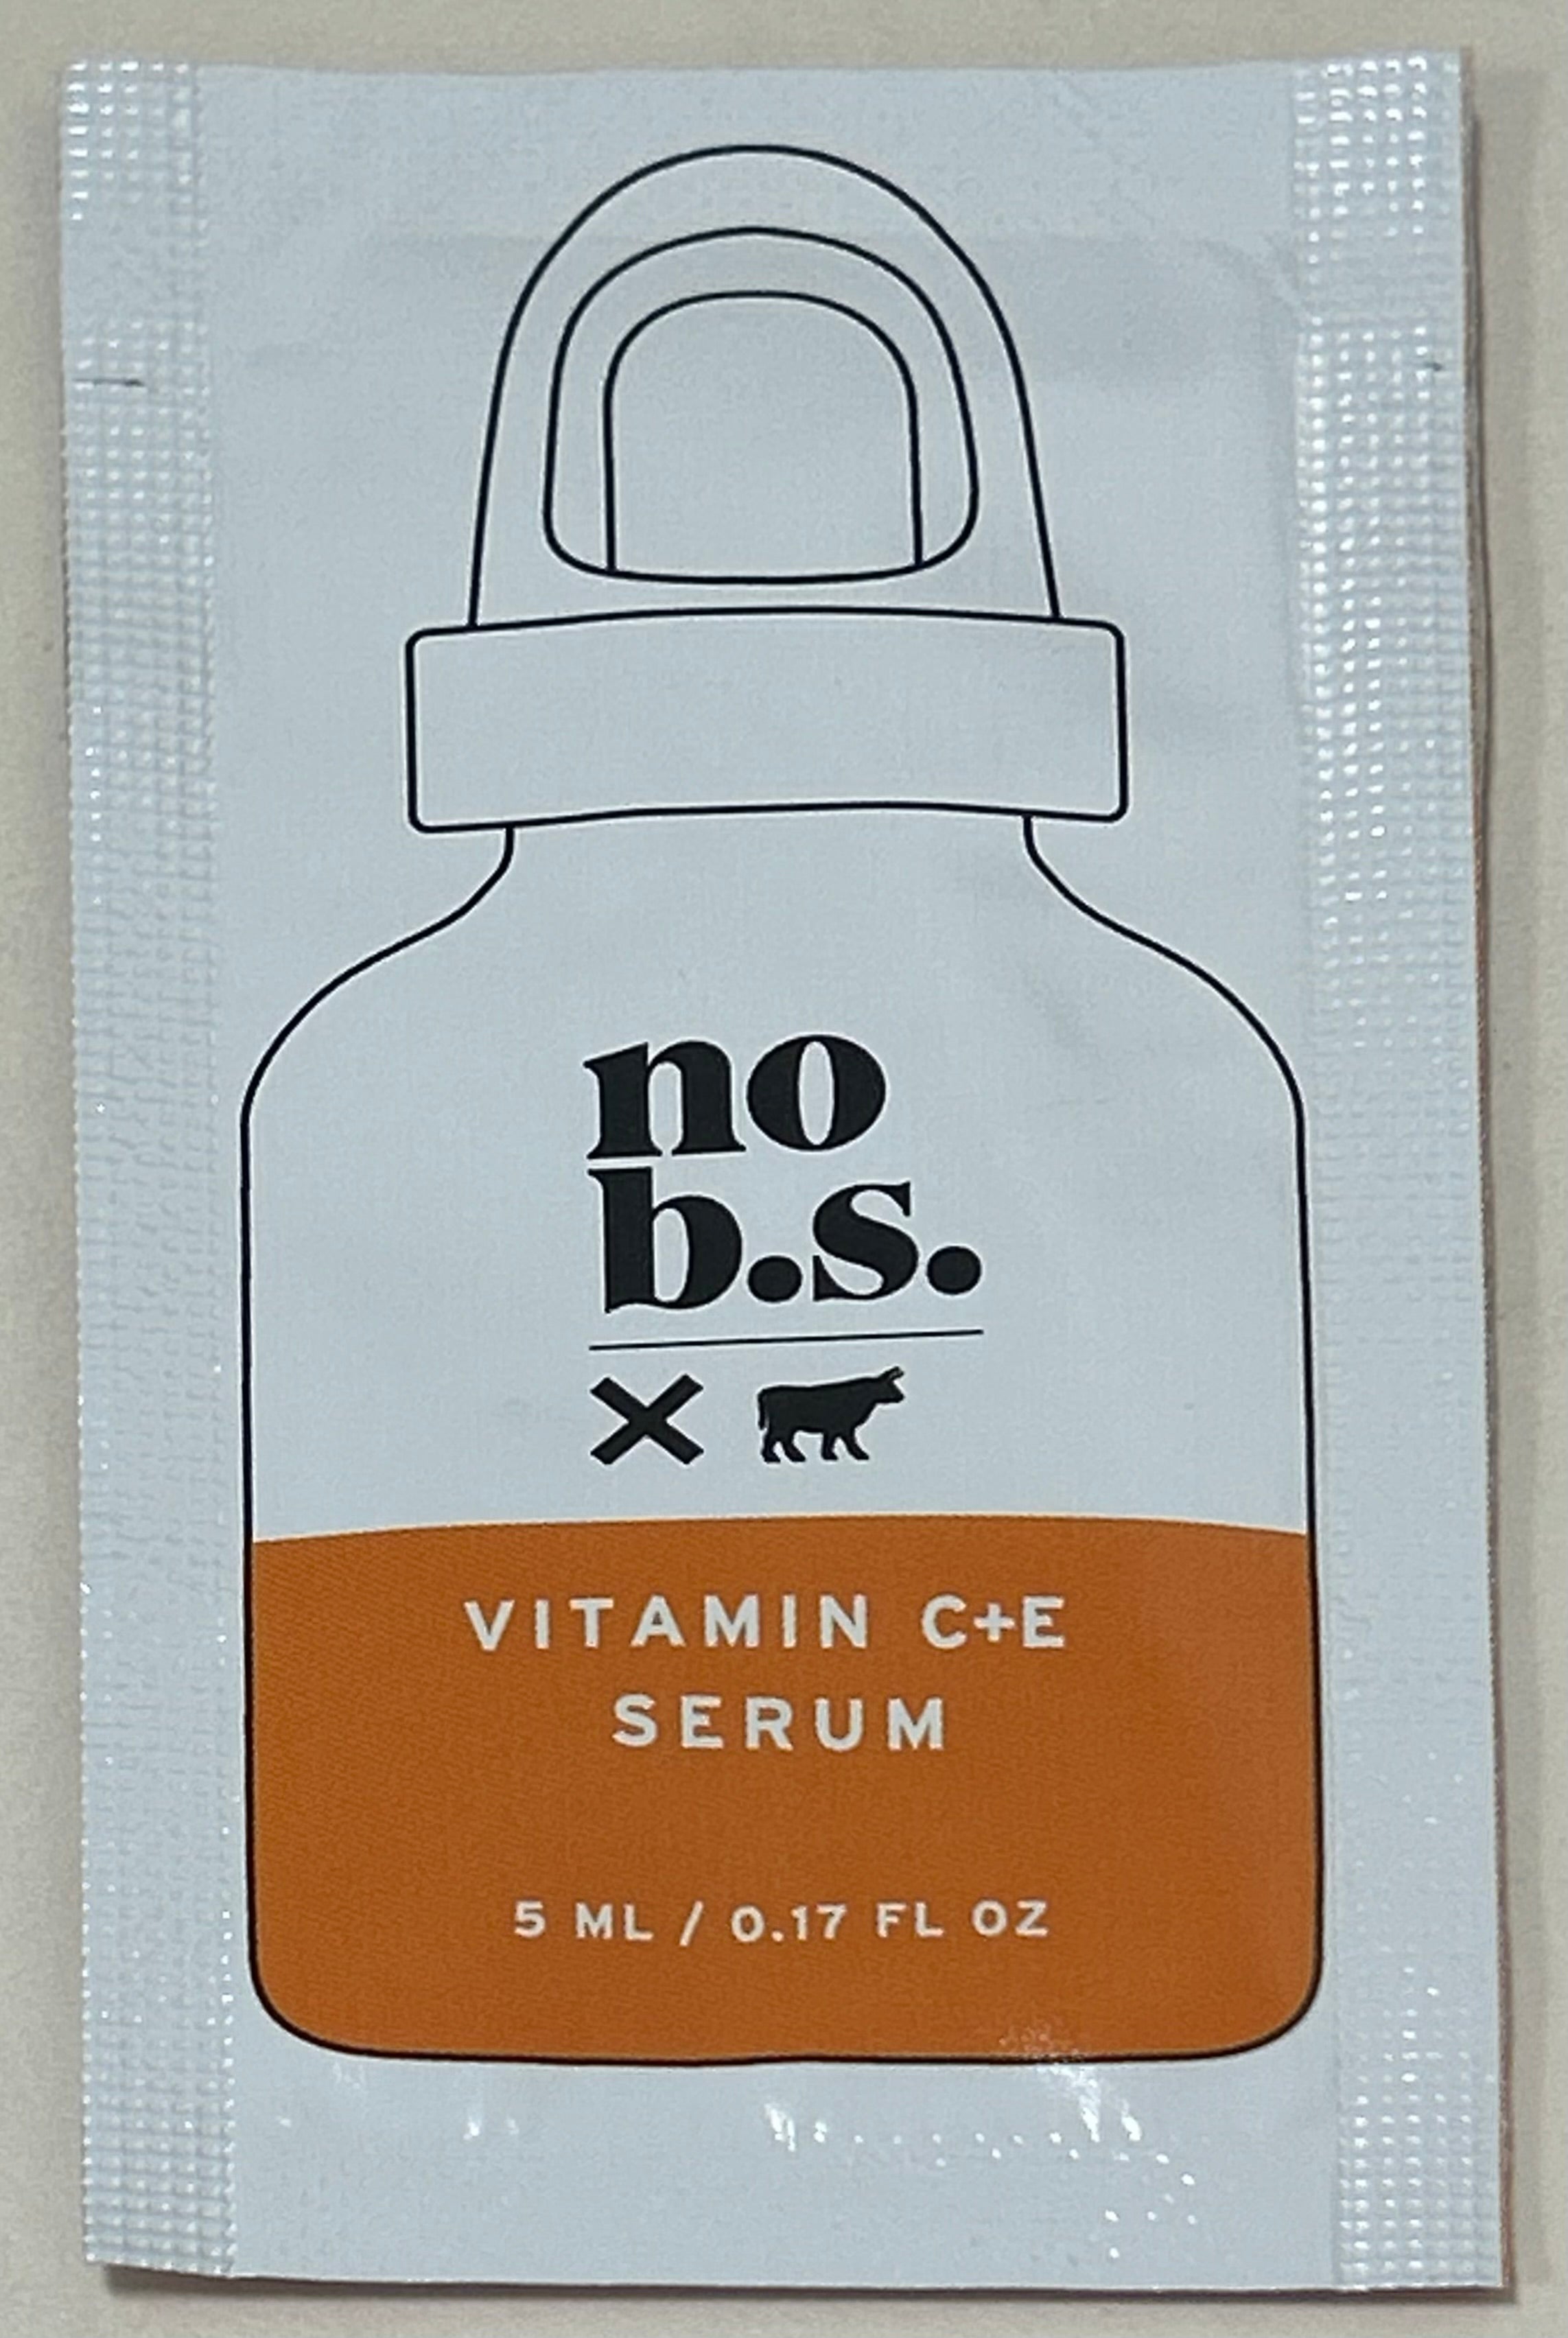 no
b.s.
VITAMIN C+E
SERUM
5 ML / 0.17 FL OZ